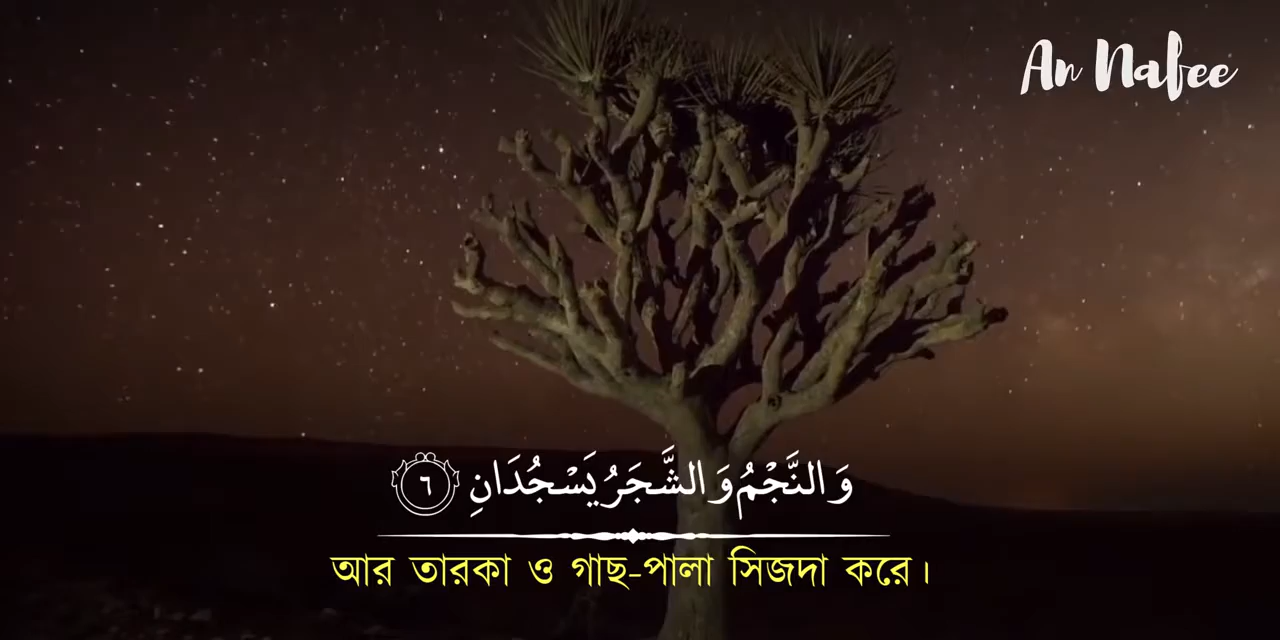 An Nafee
وَالنَّجْمُ وَالشَّجَرُ يَسْجُدَانِ ٦
আর তারকা ও গাছ-পালা সিজদা করে।